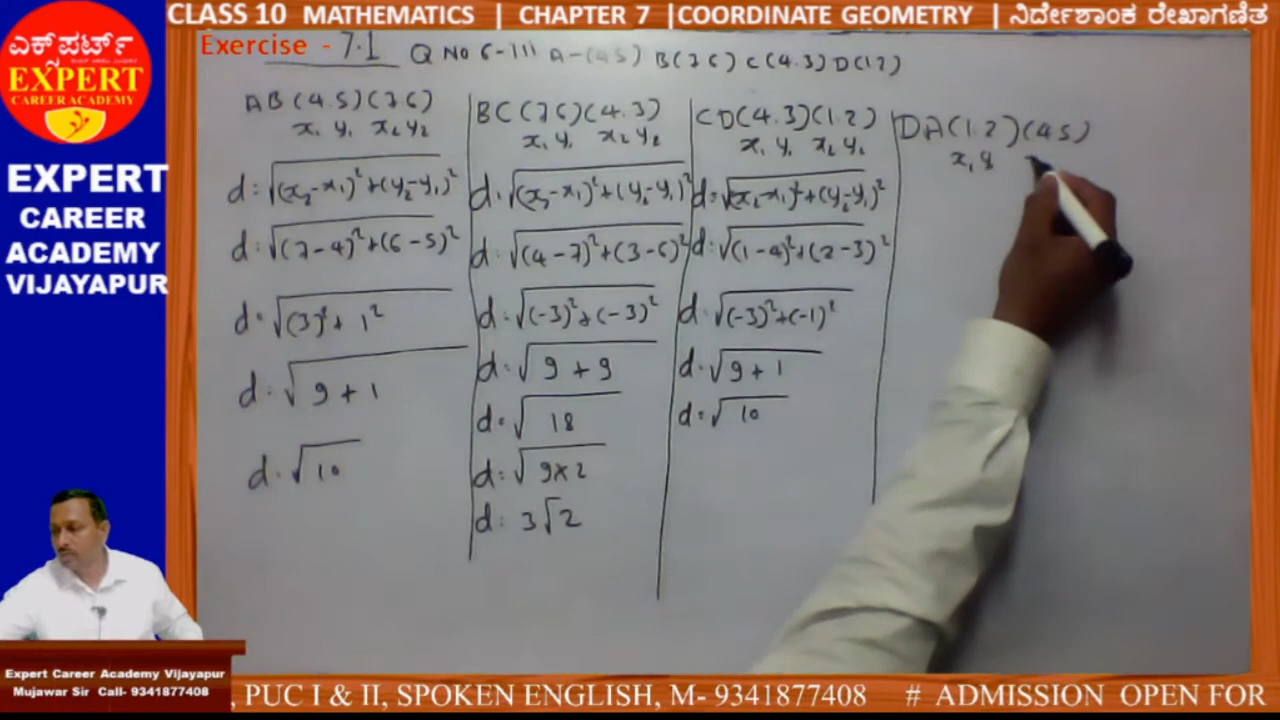 CLASS 10 MATHEMATICS | CHAPTER 7 |COORDINATE GEOMETRY | ನಿರ್ದೇಶಾಂಕ ರೇಖಾಗಣಿತ
ಎಕ್ಸ್‌ಪರ್ಟ್
EXPERT
CAREER ACADEMY
EXPERT
CAREER
ACADEMY
VIJAYAPUR
Exercise - 7.1 Q No 6-iii A-(4 5) B(7 6) C(4.3) D(1 2)
AB (4.5) (7 6)
x₁ y₁ x₂ y₂
d=√(x₂-x₁)²+(y₂-y₁)²
d=√(7-4)²+(6-5)²
d=√(3)²+1²
d=√9+1
d=√10
BC (7 6) (4.3)
x₁ y₁ x₂ y₂
d=√(x₂-x₁)²+(y₂-y₁)²
d=√(4-7)²+(3-6)²
d=√(-3)²+(-3)²
d=√9+9
d=√18
d=√9×2
d=3√2
CD(4.3)(1.2)
x₁ y₁ x₂ y₂
d=√(x₂-x₁)²+(y₂-y₁)²
d=√(1-4)²+(2-3)²
d=√(-3)²+(-1)²
d=√9+1
d=√10
DA(1.2)(4 5)
x₁ y
Expert Career Academy Vijayapur
Mujawar Sir Call- 9341877408
, PUC I & II, SPOKEN ENGLISH, M- 9341877408 # ADMISSION OPEN FOR